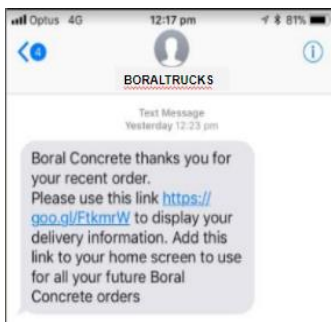 Optus 4G 12:17 pm 81%
4
BORALTRUCKS
Text Message
Yesterday 12:23 pm
Boral Concrete thanks you for
your recent order.
Please use this link https://
goo.gl/FtkmrW to display your
delivery information. Add this
link to your home screen to use
for all your future Boral
Concrete orders